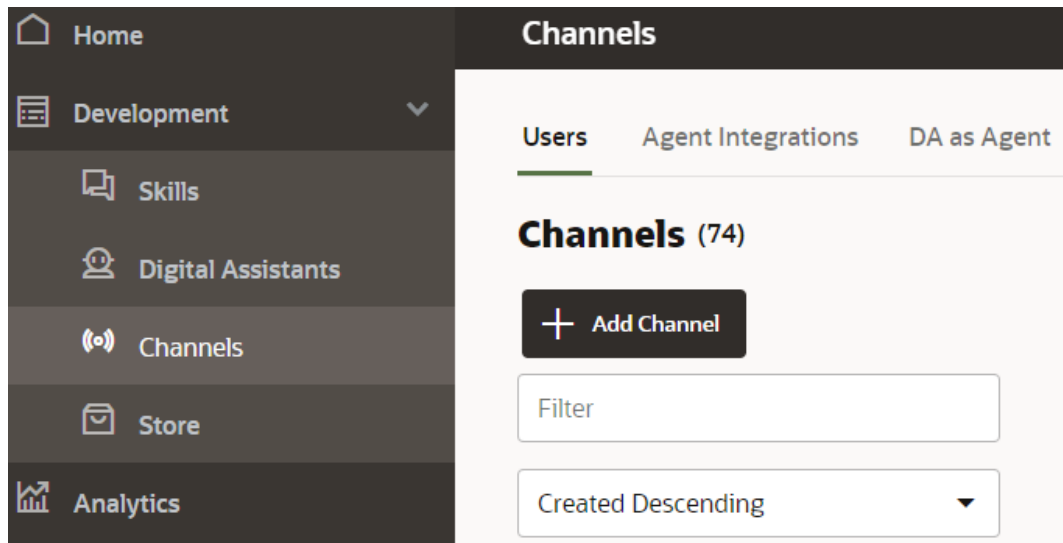 Home
Development
Skills
Digital Assistants
Channels
Store
Analytics
Channels
Users Agent Integrations DA as Agent
Channels (74)
Add Channel
Filter
Created Descending